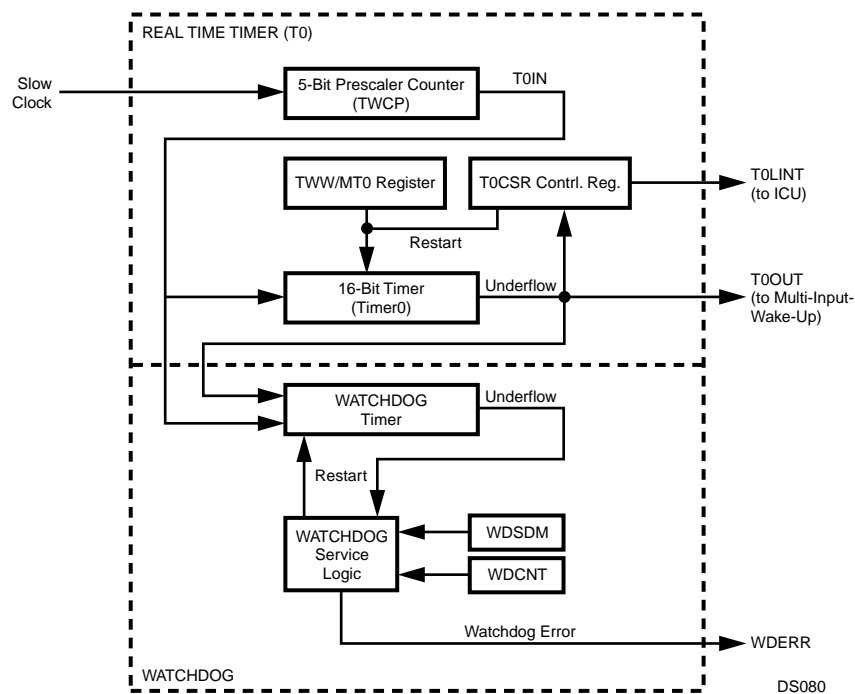 REAL TIME TIMER (T0)
Slow
Clock
5-Bit Prescaler Counter
(TWCP)
T0IN
TWW/MT0 Register
T0CSR Contrl. Reg.
T0LINT
(to ICU)
Restart
16-Bit Timer
(Timer0)
Underflow
T0OUT
(to Multi-Input-
Wake-Up)
WATCHDOG
Timer
Underflow
Restart
WATCHDOG
Service
Logic
WDSDM
WDCNT
Watchdog Error
WDERR
WATCHDOG
DS080